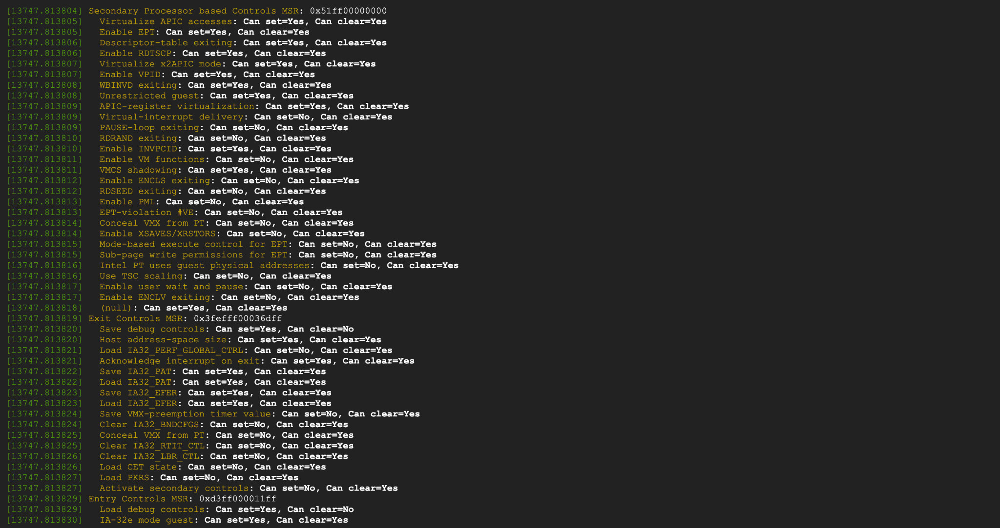 [13747.813804] Secondary Processor based Controls MSR: 0x51ff00000000
[13747.813805]   Virtualize APIC accesses: Can set=Yes, Can clear=Yes
[13747.813805]   Enable EPT: Can set=Yes, Can clear=Yes
[13747.813806]   Descriptor-table exiting: Can set=Yes, Can clear=Yes
[13747.813806]   Enable RDTSCP: Can set=Yes, Can clear=Yes
[13747.813807]   Virtualize x2APIC mode: Can set=Yes, Can clear=Yes
[13747.813807]   Enable VPID: Can set=Yes, Can clear=Yes
[13747.813808]   WBINVD exiting: Can set=Yes, Can clear=Yes
[13747.813808]   Unrestricted guest: Can set=Yes, Can clear=Yes
[13747.813809]   APIC-register virtualization: Can set=Yes, Can clear=Yes
[13747.813809]   Virtual-interrupt delivery: Can set=No, Can clear=Yes
[13747.813809]   PAUSE-loop exiting: Can set=No, Can clear=Yes
[13747.813810]   RDRAND exiting: Can set=No, Can clear=Yes
[13747.813810]   Enable INVPCID: Can set=Yes, Can clear=Yes
[13747.813811]   Enable VM functions: Can set=No, Can clear=Yes
[13747.813811]   VMCS shadowing: Can set=Yes, Can clear=Yes
[13747.813812]   Enable ENCLS exiting: Can set=No, Can clear=Yes
[13747.813812]   RDSEED exiting: Can set=No, Can clear=Yes
[13747.813813]   Enable PML: Can set=No, Can clear=Yes
[13747.813813]   EPT-violation #VE: Can set=No, Can clear=Yes
[13747.813814]   Conceal VMX from PT: Can set=No, Can clear=Yes
[13747.813814]   Enable XSAVES/XRSTORS: Can set=No, Can clear=Yes
[13747.813815]   Mode-based execute control for EPT: Can set=No, Can clear=Yes
[13747.813815]   Sub-page write permissions for EPT: Can set=No, Can clear=Yes
[13747.813816]   Intel PT uses guest physical addresses: Can set=No, Can clear=Yes
[13747.813816]   Use TSC scaling: Can set=No, Can clear=Yes
[13747.813817]   Enable user wait and pause: Can set=No, Can clear=Yes
[13747.813817]   Enable ENCLV exiting: Can set=No, Can clear=Yes
[13747.813818]   (null): Can set=Yes, Can clear=Yes
[13747.813819] Exit Controls MSR: 0x3fefff00036dff
[13747.813820]   Save debug controls: Can set=Yes, Can clear=No
[13747.813820]   Host address-space size: Can set=Yes, Can clear=Yes
[13747.813821]   Load IA32_PERF_GLOBAL_CTRL: Can set=No, Can clear=Yes
[13747.813821]   Acknowledge interrupt on exit: Can set=Yes, Can clear=Yes
[13747.813822]   Save IA32_PAT: Can set=Yes, Can clear=Yes
[13747.813822]   Load IA32_PAT: Can set=Yes, Can clear=Yes
[13747.813823]   Save IA32_EFER: Can set=Yes, Can clear=Yes
[13747.813823]   Load IA32_EFER: Can set=Yes, Can clear=Yes
[13747.813824]   Save VMX-preemption timer value: Can set=No, Can clear=Yes
[13747.813824]   Clear IA32_BNDCFGS: Can set=No, Can clear=Yes
[13747.813825]   Conceal VMX from PT: Can set=No, Can clear=Yes
[13747.813825]   Clear IA32_RTIT_CTL: Can set=No, Can clear=Yes
[13747.813826]   Clear IA32_LBR_CTL: Can set=No, Can clear=Yes
[13747.813826]   Load CET state: Can set=No, Can clear=Yes
[13747.813827]   Load PKRS: Can set=No, Can clear=Yes
[13747.813827]   Activate secondary controls: Can set=No, Can clear=Yes
[13747.813829] Entry Controls MSR: 0xd3ff000011ff
[13747.813829]   Load debug controls: Can set=Yes, Can clear=No
[13747.813830]   IA-32e mode guest: Can set=Yes, Can clear=Yes